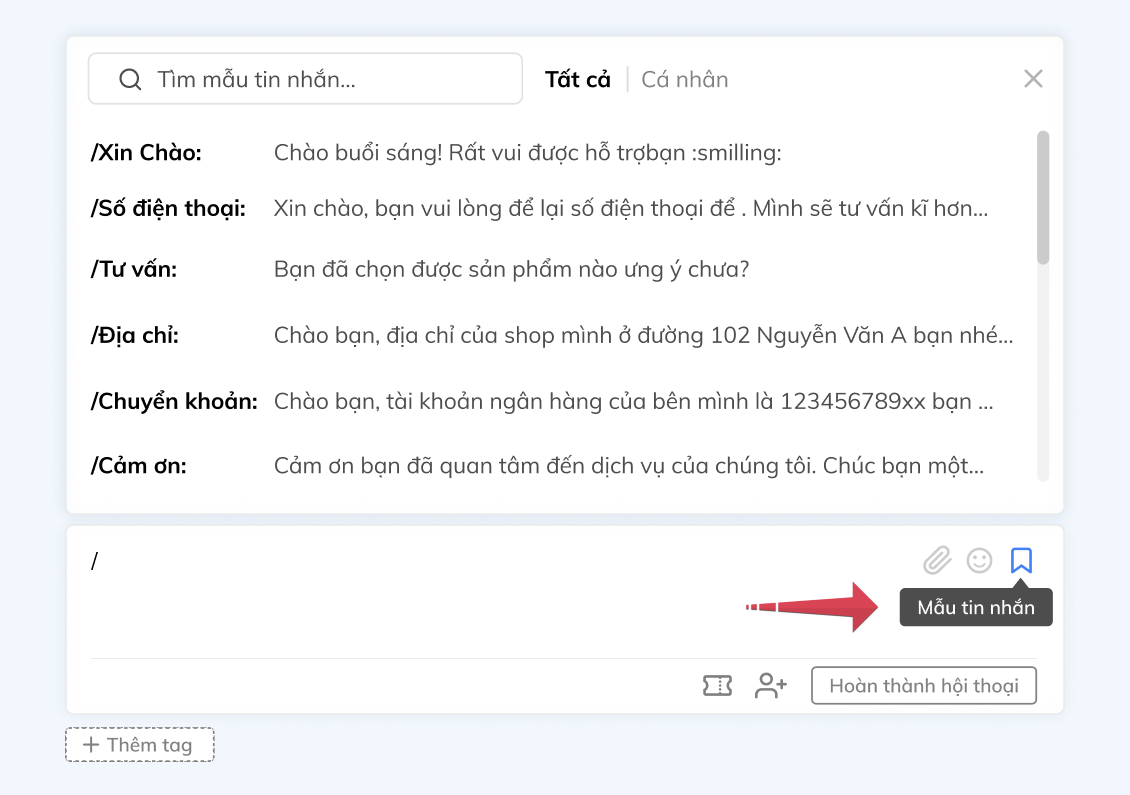 Tìm mẫu tin nhắn... Tất cả Cá nhân
/Xin Chào: Chào buổi sáng! Rất vui được hỗ trợbạn :smilling:
/Số điện thoại: Xin chào, bạn vui lòng để lại số điện thoại để . Mình sẽ tư vấn kĩ hơn...
/Tư vấn: Bạn đã chọn được sản phẩm nào ưng ý chưa?
/Địa chỉ: Chào bạn, địa chỉ của shop mình ở đường 102 Nguyễn Văn A bạn nhé...
/Chuyển khoản: Chào bạn, tài khoản ngân hàng của bên mình là 123456789xx bạn ...
/Cảm ơn: Cảm ơn bạn đã quan tâm đến dịch vụ của chúng tôi. Chúc bạn một...
/
Mẫu tin nhắn
Hoàn thành hội thoại
+ Thêm tag